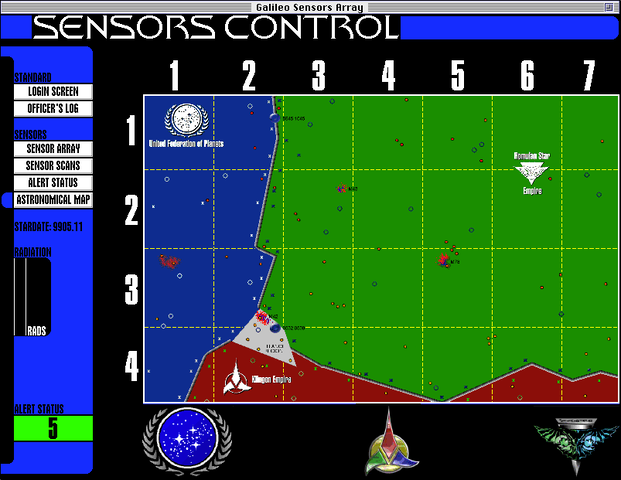 Galileo Sensors Array
SENSORS CONTROL
STANDARD
LOGIN SCREEN
OFFICER'S LOG
SENSORS
SENSOR ARRAY
SENSOR SCANS
ALERT STATUS
ASTRONOMICAL MAP
STARDATE: 9905.11
RADIATION
RADS
ALERT STATUS
5
1 2 3 4 5 6 7
1
2
3
4
United Federation of Planets
Romulan Star
Empire
Klingon Empire